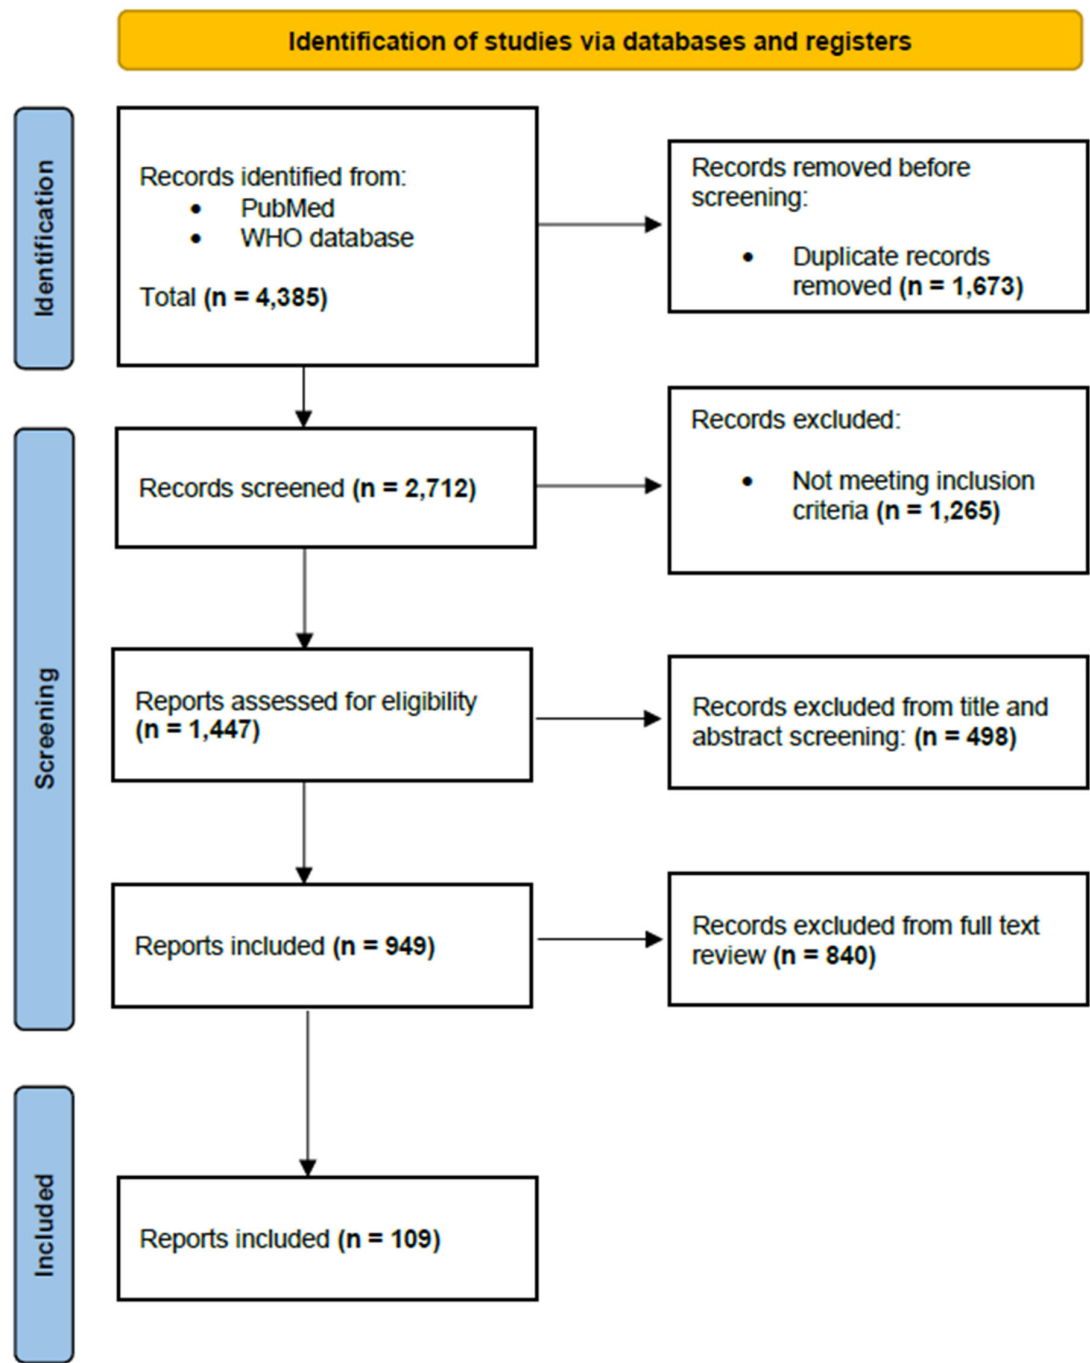 Identification of studies via databases and registers
Identification
Records identified from:
• PubMed
• WHO database
Total (n = 4,385)
Records removed before
screening:
• Duplicate records
removed (n = 1,673)
Screening
Records screened (n = 2,712)
Records excluded:
• Not meeting inclusion
criteria (n = 1,265)
Reports assessed for eligibility
(n = 1,447)
Records excluded from title and
abstract screening: (n = 498)
Reports included (n = 949)
Records excluded from full text
review (n = 840)
Included
Reports included (n = 109)